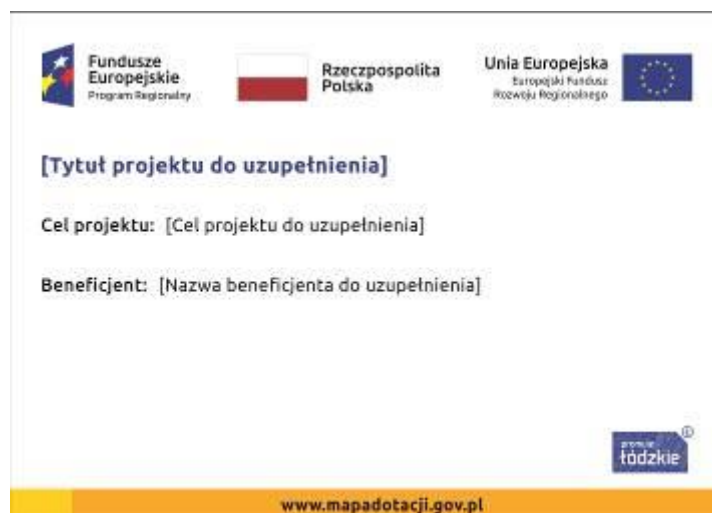 Fundusze
Europejskie
Program Regionalny
Rzeczpospolita
Polska
Unia Europejska
Europejski Fundusz
Rozwoju Regionalnego
[Tytuł projektu do uzupełnienia]
Cel projektu: [Cel projektu do uzupełnienia]
Beneficjent: [Nazwa beneficjenta do uzupełnienia]
promuje
łódzkie
www.mapadotacji.gov.pl